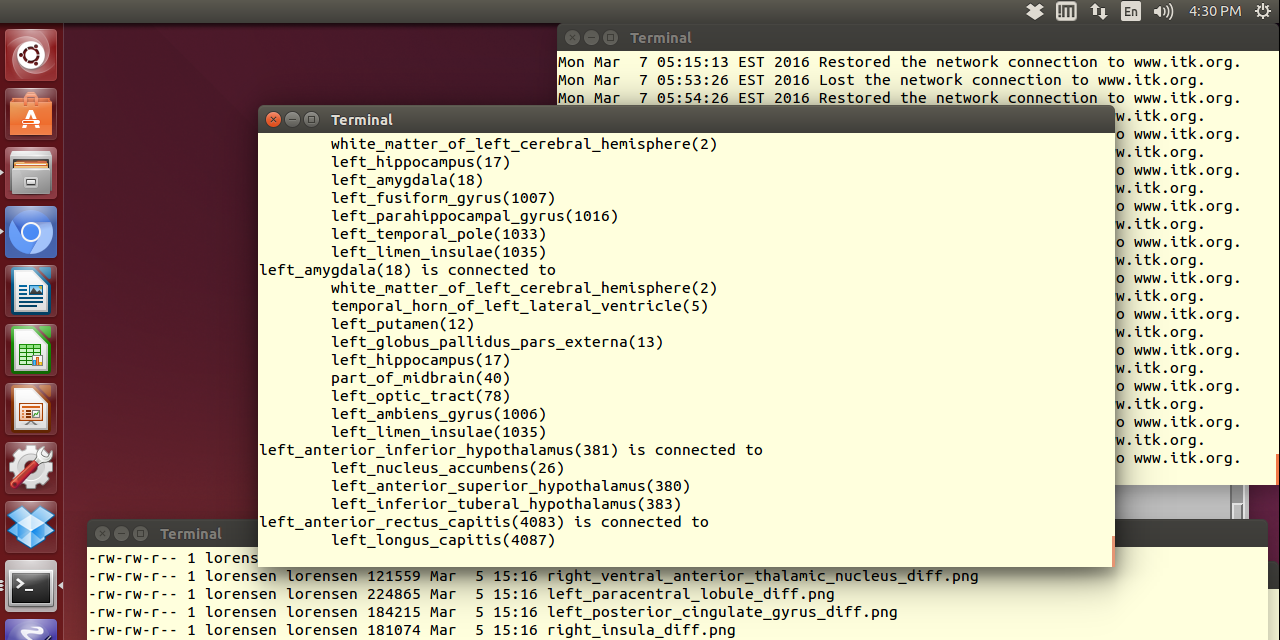 En
4:30 PM
Terminal
Mon Mar  7 05:15:13 EST 2016 Restored the network connection to www.itk.org.
Mon Mar  7 05:53:26 EST 2016 Lost the network connection to www.itk.org.
Mon Mar  7 05:54:26 EST 2016 Restored the network connection to www.itk.org.
w.itk.org.
o www.itk.org.
w.itk.org.
o www.itk.org.
w.itk.org.
o www.itk.org.
w.itk.org.
o www.itk.org.
w.itk.org.
o www.itk.org.
w.itk.org.
o www.itk.org.
w.itk.org.
o www.itk.org.
w.itk.org.
o www.itk.org.
w.itk.org.
o www.itk.org.
w.itk.org.
o www.itk.org.
Terminal
        white_matter_of_left_cerebral_hemisphere(2)
        left_hippocampus(17)
        left_amygdala(18)
        left_fusiform_gyrus(1007)
        left_parahippocampal_gyrus(1016)
        left_temporal_pole(1033)
        left_limen_insulae(1035)
left_amygdala(18) is connected to
        white_matter_of_left_cerebral_hemisphere(2)
        temporal_horn_of_left_lateral_ventricle(5)
        left_putamen(12)
        left_globus_pallidus_pars_externa(13)
        left_hippocampus(17)
        part_of_midbrain(40)
        left_optic_tract(78)
        left_ambiens_gyrus(1006)
        left_limen_insulae(1035)
left_anterior_inferior_hypothalamus(381) is connected to
        left_nucleus_accumbens(26)
        left_anterior_superior_hypothalamus(380)
        left_inferior_tuberal_hypothalamus(383)
left_anterior_rectus_capitis(4083) is connected to
        left_longus_capitis(4087)
Terminal
-rw-rw-r-- 1 lorens
-rw-rw-r-- 1 lorensen lorensen 121559 Mar  5 15:16 right_ventral_anterior_thalamic_nucleus_diff.png
-rw-rw-r-- 1 lorensen lorensen 224865 Mar  5 15:16 left_paracentral_lobule_diff.png
-rw-rw-r-- 1 lorensen lorensen 184215 Mar  5 15:16 left_posterior_cingulate_gyrus_diff.png
-rw-rw-r-- 1 lorensen lorensen 181074 Mar  5 15:16 right_insula_diff.png